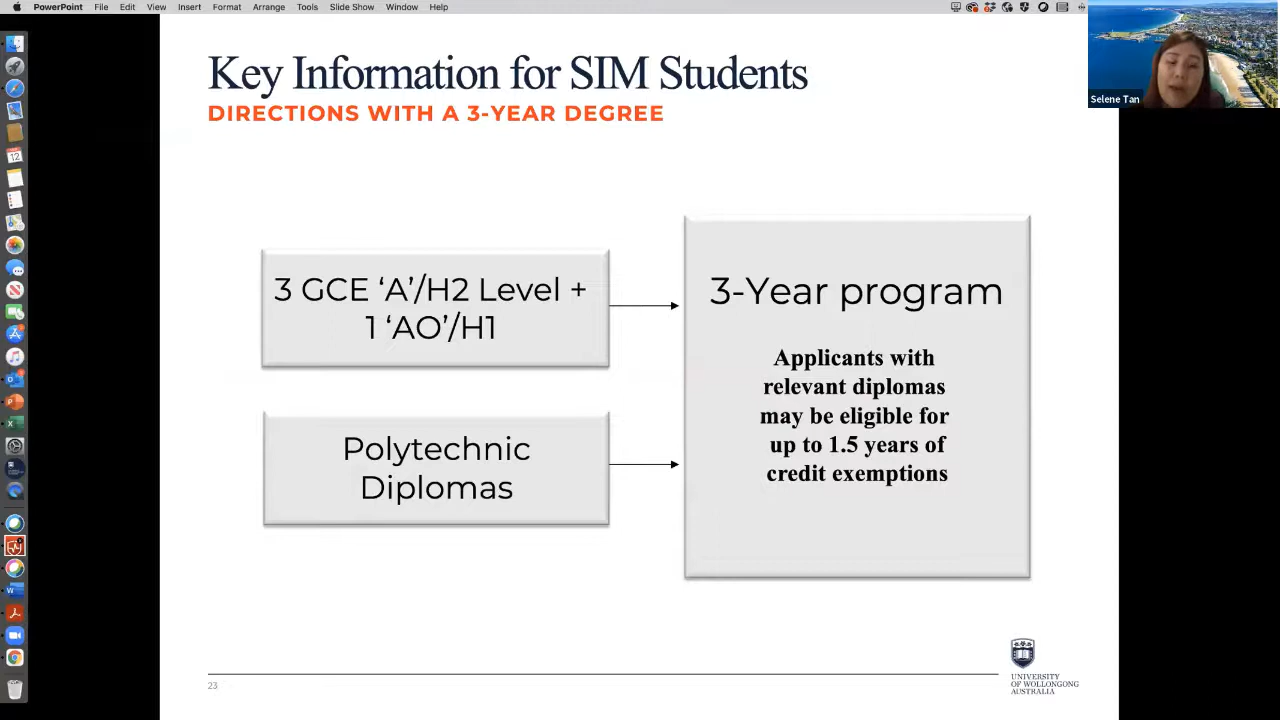 PowerPoint File Edit View Insert Format Arrange Tools Slide Show Window Help
Selene Tan
Key Information for SIM Students
DIRECTIONS WITH A 3-YEAR DEGREE
3 GCE ‘A’/H2 Level +
1 ‘AO’/H1
Polytechnic
Diplomas
3-Year program
Applicants with
relevant diplomas
may be eligible for
up to 1.5 years of
credit exemptions
23
UNIVERSITY
OF WOLLONGONG
AUSTRALIA
12